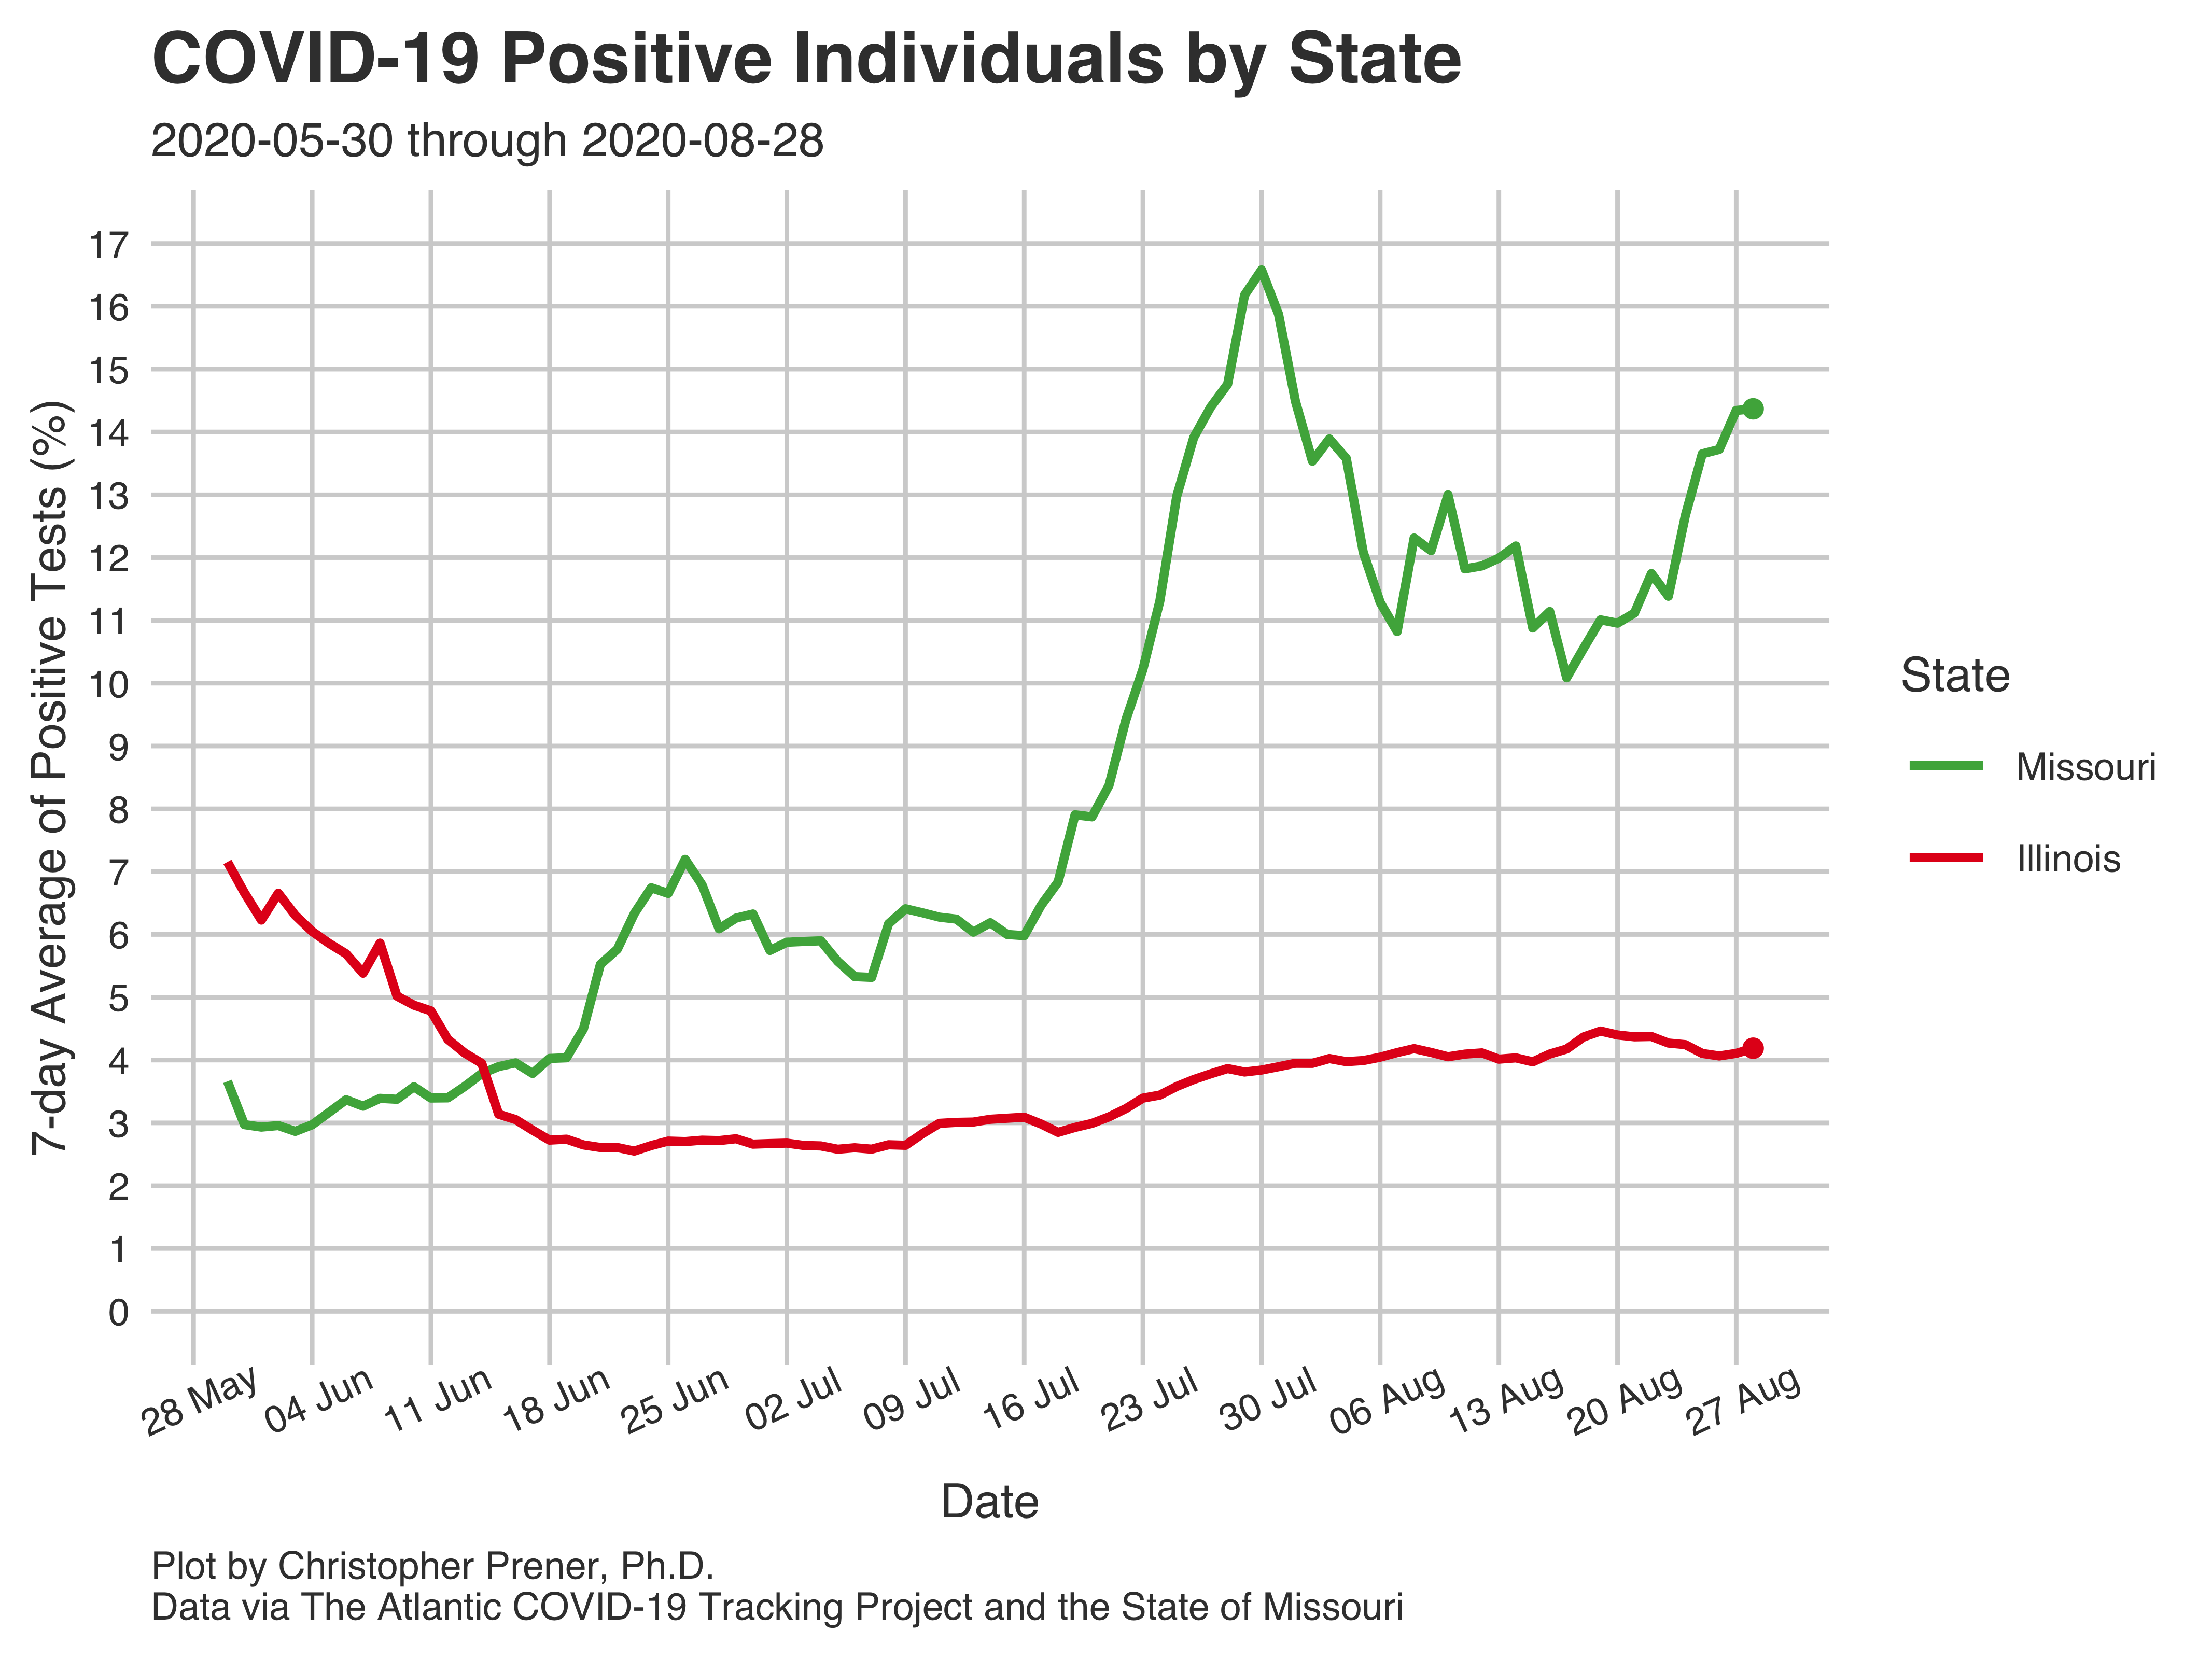 COVID-19 Positive Individuals by State
2020-05-30 through 2020-08-28
7-day Average of Positive Tests (%)
17
16
15
14
13
12
11
10
9
8
7
6
5
4
3
2
1
0
State
Missouri
Illinois
28 May
04 Jun
11 Jun
18 Jun
25 Jun
02 Jul
09 Jul
16 Jul
23 Jul
30 Jul
06 Aug
13 Aug
20 Aug
27 Aug
Date
Plot by Christopher Prener, Ph.D.
Data via The Atlantic COVID-19 Tracking Project and the State of Missouri